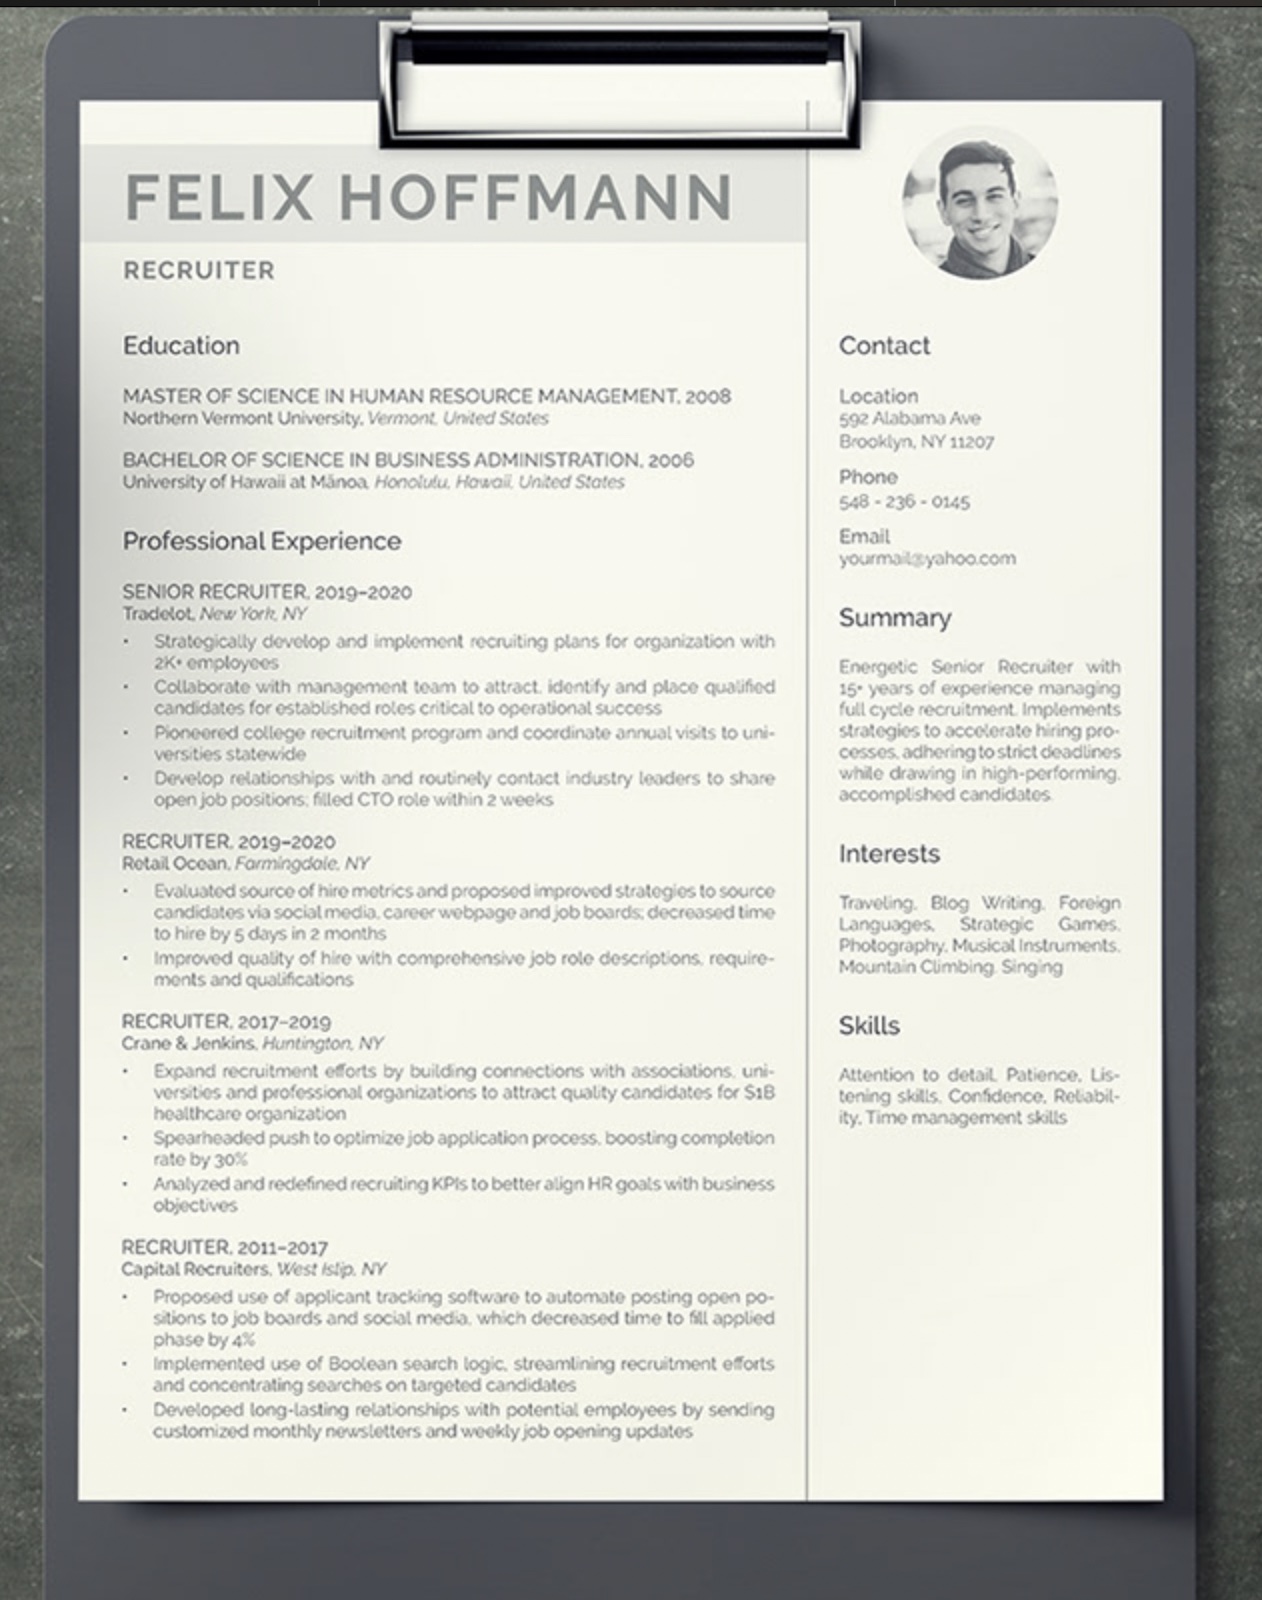 FELIX HOFFMANN
RECRUITER
Education
MASTER OF SCIENCE IN HUMAN RESOURCE MANAGEMENT, 2008
Northern Vermont University, Vermont, United States
BACHELOR OF SCIENCE IN BUSINESS ADMINISTRATION, 2006
University of Hawaii at Mānoa, Honolulu, Hawaii, United States
Professional Experience
SENIOR RECRUITER, 2019–2020
Tradelot, New York, NY
• Strategically develop and implement recruiting plans for organization with
2K+ employees
• Collaborate with management team to attract, identify and place qualified
candidates for established roles critical to operational success
• Pioneered college recruitment program and coordinate annual visits to uni-
versities statewide
• Develop relationships with and routinely contact industry leaders to share
open job positions; filled CTO role within 2 weeks
RECRUITER, 2019–2020
Retail Ocean, Farmingdale, NY
• Evaluated source of hire metrics and proposed improved strategies to source
candidates via social media, career webpage and job boards; decreased time
to hire by 5 days in 2 months
• Improved quality of hire with comprehensive job role descriptions, require-
ments and qualifications
RECRUITER, 2017–2019
Crane & Jenkins, Huntington, NY
• Expand recruitment efforts by building connections with associations, uni-
versities and professional organizations to attract quality candidates for $1B
healthcare organization
• Spearheaded push to optimize job application process, boosting completion
rate by 30%
• Analyzed and redefined recruiting KPIs to better align HR goals with business
objectives
RECRUITER, 2011–2017
Capital Recruiters, West Islip, NY
• Proposed use of applicant tracking software to automate posting open po-
sitions to job boards and social media, which decreased time to fill applied
phase by 4%
• Implemented use of Boolean search logic, streamlining recruitment efforts
and concentrating searches on targeted candidates
• Developed long-lasting relationships with potential employees by sending
customized monthly newsletters and weekly job opening updates
Contact
Location
592 Alabama Ave
Brooklyn, NY 11207
Phone
548 - 236 - 0145
Email
yourmail@yahoo.com
Summary
Energetic Senior Recruiter with
15+ years of experience managing
full cycle recruitment. Implements
strategies to accelerate hiring pro-
cesses, adhering to strict deadlines
while drawing in high-performing,
accomplished candidates.
Interests
Traveling, Blog Writing, Foreign
Languages, Strategic Games,
Photography, Musical Instruments,
Mountain Climbing, Singing
Skills
Attention to detail, Patience, Lis-
tening skills, Confidence, Reliabil-
ity, Time management skills